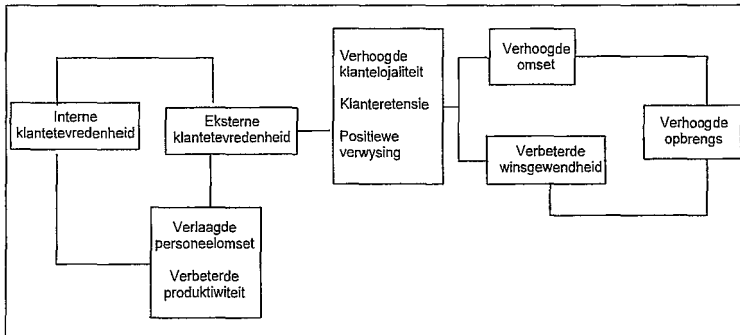 Interne
klantetevredenheid
Eksterne
klantetevredenheid
Verlaagde
personeelomset
Verbeterde
produktiwiteit
Verhoogde
klantelojaliteit
Klanteretensie
Positiewe
verwysing
Verhoogde
omset
Verbeterde
winsgewendheid
Verhoogde
opbrengs